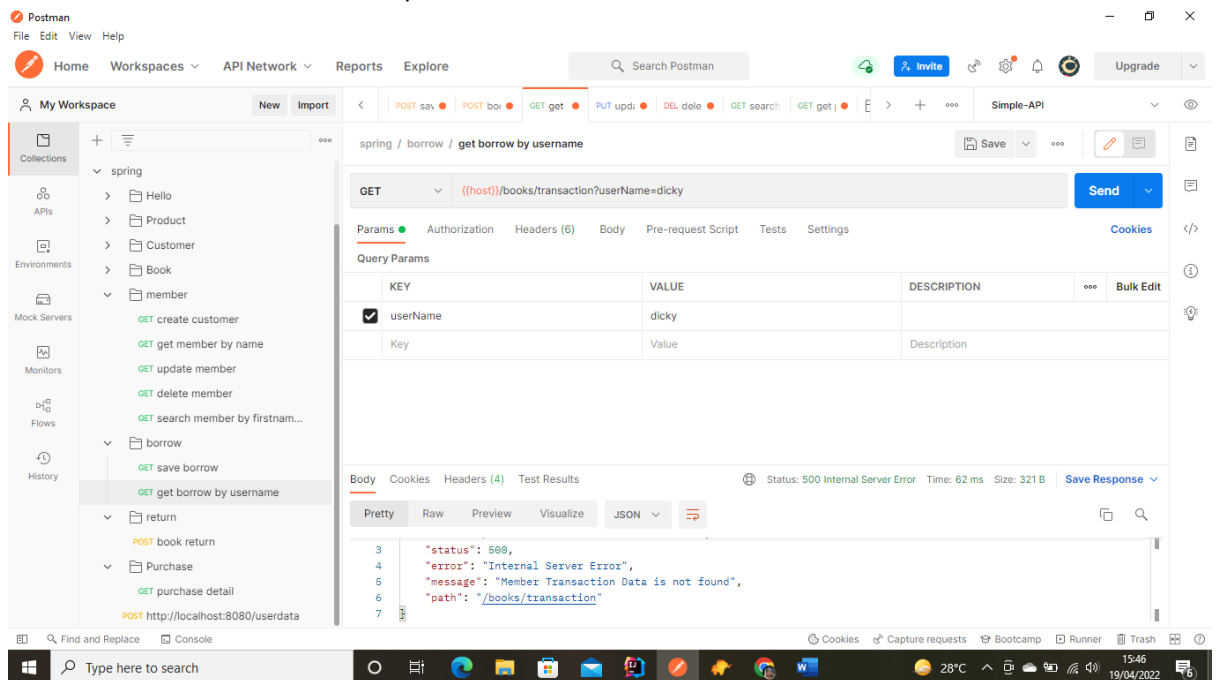 Postman
File Edit View Help
Home Workspaces API Network Reports Explore Search Postman Invite Upgrade
My Workspace New Import POST sav POST boo GET get PUT upda DEL dele GET search GET get Simple-API
Collections
APIs
Environments
Mock Servers
Monitors
Flows
History
spring
Hello
Product
Customer
Book
member
GET create customer
GET get member by name
GET update member
GET delete member
GET search member by firstnam...
borrow
GET save borrow
GET get borrow by username
return
POST book return
Purchase
GET purchase detail
POST http://localhost:8080/userdata
spring / borrow / get borrow by username Save
GET {{host}}/books/transaction?userName=dicky Send
Params Authorization Headers (6) Body Pre-request Script Tests Settings Cookies
Query Params
KEY VALUE DESCRIPTION Bulk Edit
userName dicky
Key Value Description
Body Cookies Headers (4) Test Results Status: 500 Internal Server Error Time: 62 ms Size: 321 B Save Response
Pretty Raw Preview Visualize JSON
3 "status": 500,
4 "error": "Internal Server Error",
5 "message": "Member Transaction Data is not found",
6 "path": "/books/transaction"
7 }
Find and Replace Console Cookies Capture requests Bootcamp Runner Trash
Type here to search 28°C 15:46
19/04/2022 6